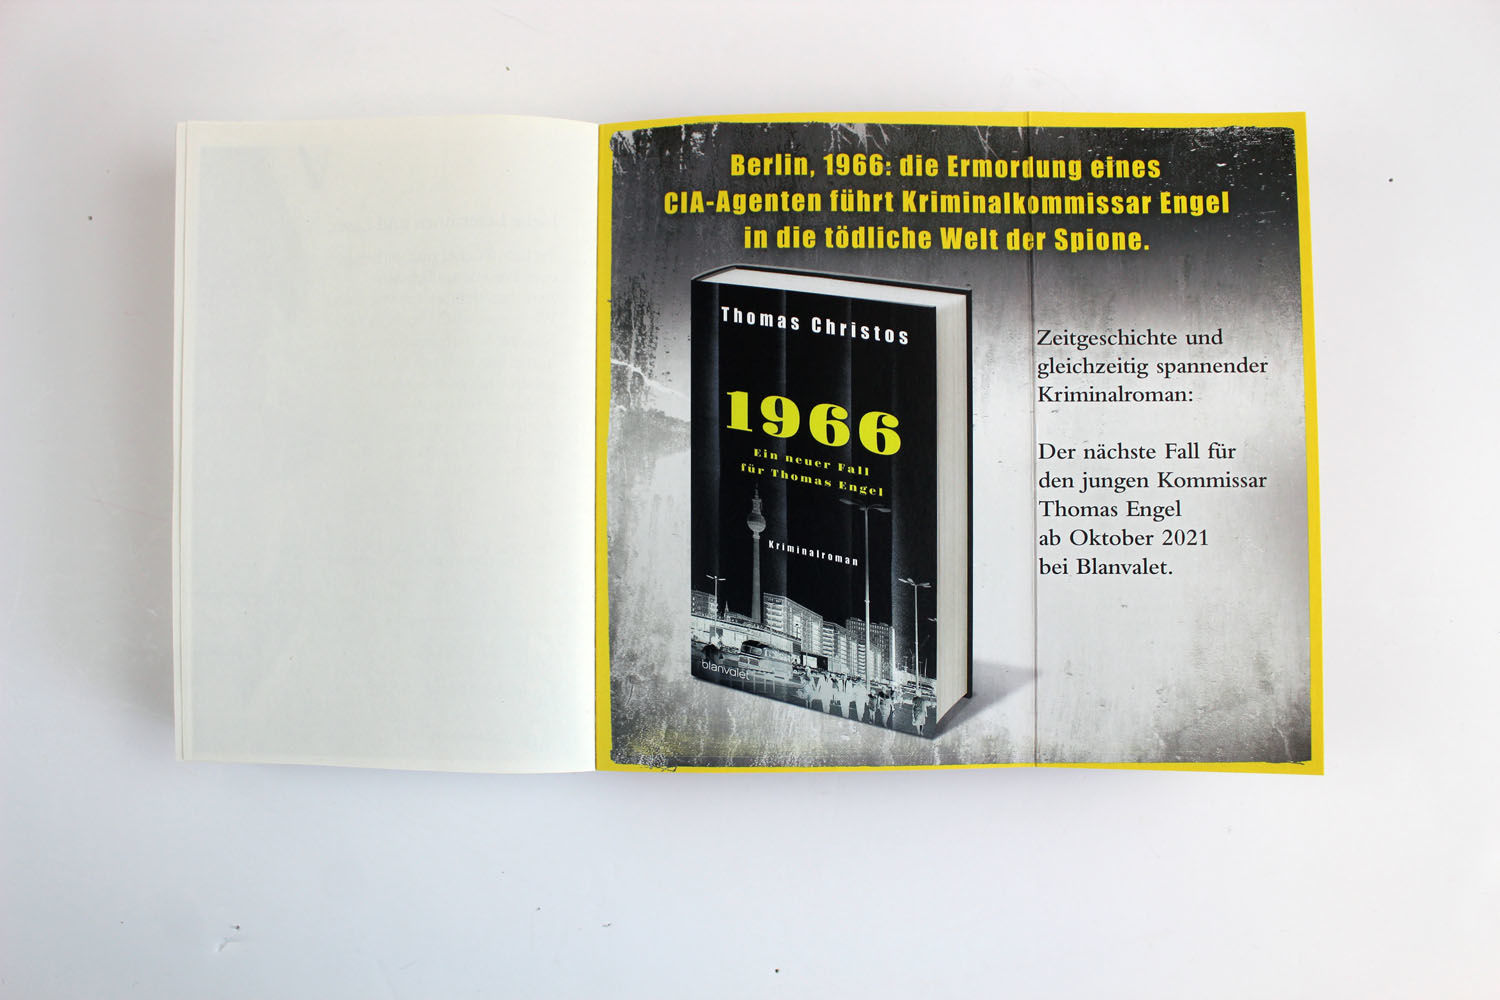 Berlin, 1966: die Ermordung eines
CIA-Agenten führt Kriminalkommissar Engel
in die tödliche Welt der Spione.
Thomas Christos
1966
Ein neuer Fall
für Thomas Engel
Kriminalroman
blanvalet
Zeitgeschichte und
gleichzeitig spannender
Kriminalroman:
Der nächste Fall für
den jungen Kommissar
Thomas Engel
ab Oktober 2021
bei Blanvalet.